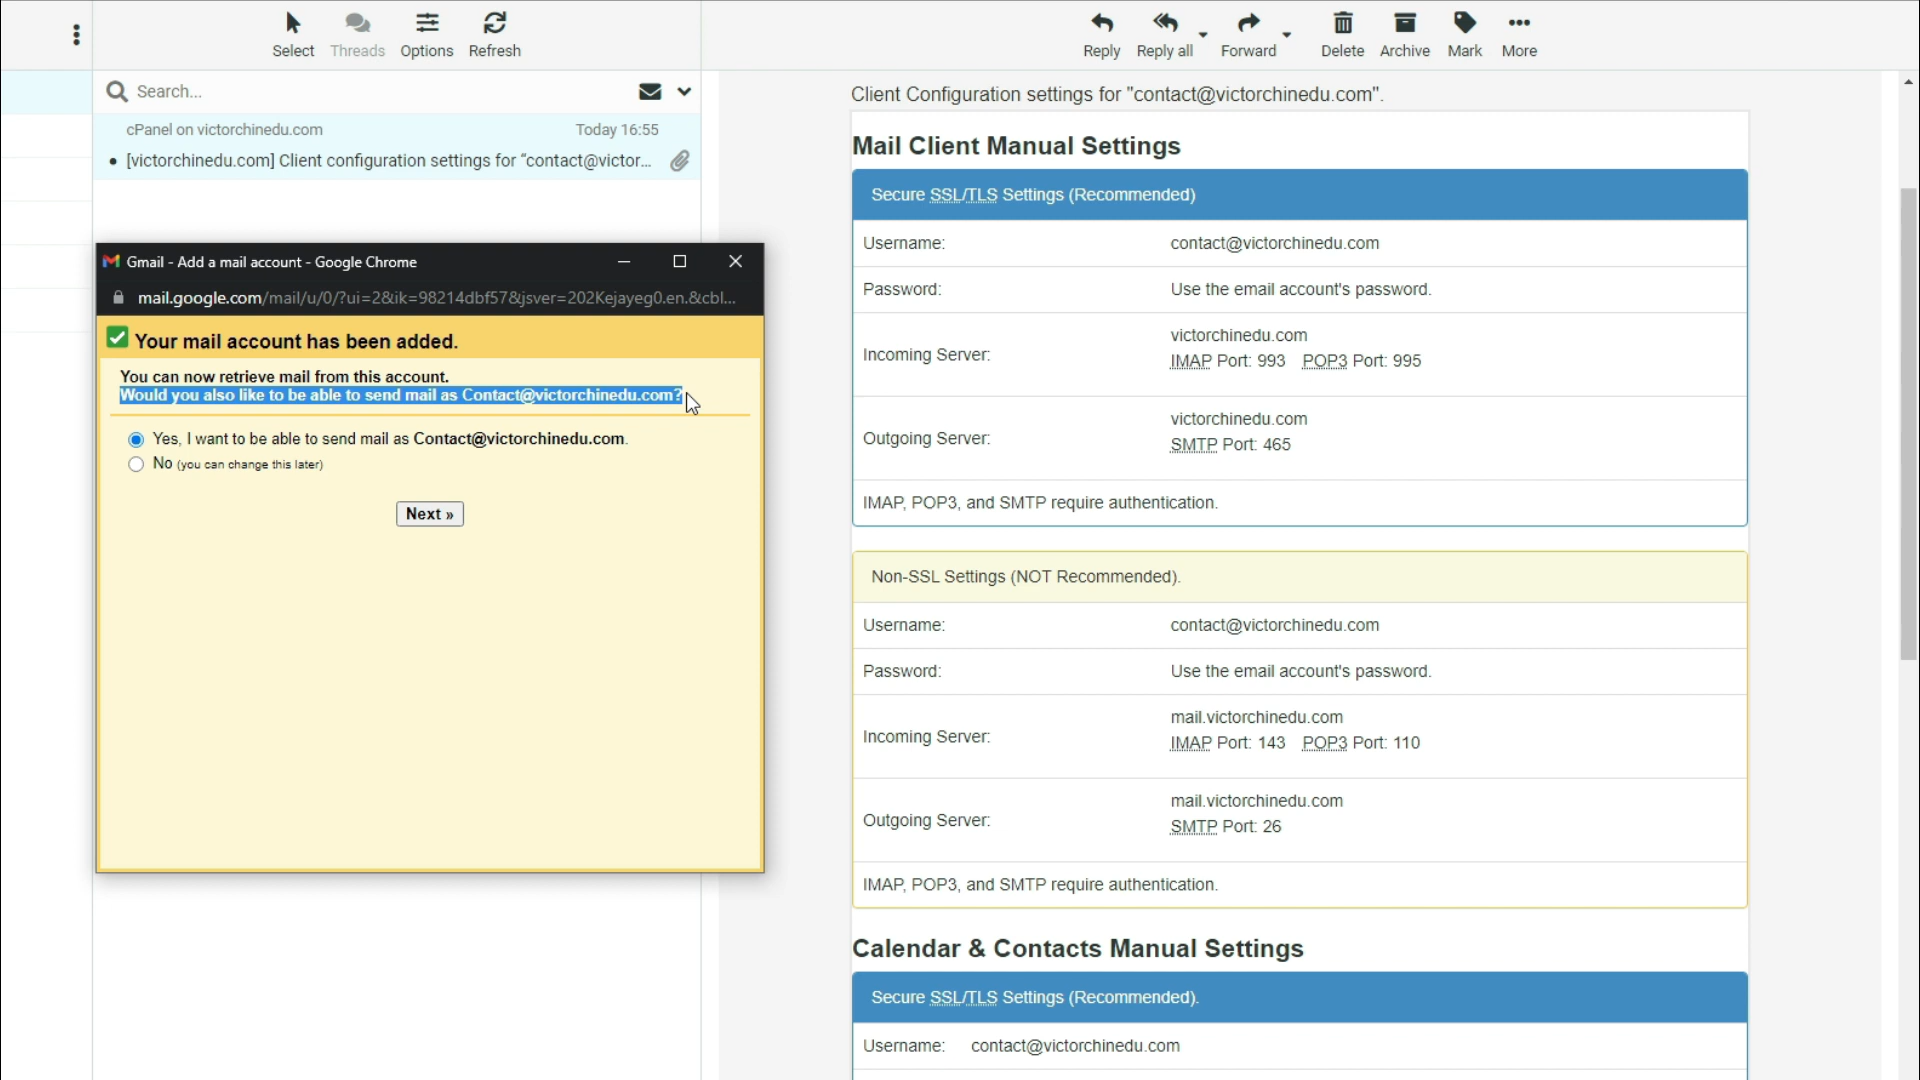 Select
Threads
Options
Refresh
Reply
Reply all
Forward
Delete
Archive
Mark
More
Search...
cPanel on victorchinedu.com
Today 16:55
[victorchinedu.com] Client configuration settings for “contact@victor...
Gmail - Add a mail account - Google Chrome
mail.google.com/mail/u/0/?ui=2&ik=98214dbf57&jsver=202Kejayeg0.en.&cbl...
Your mail account has been added.
You can now retrieve mail from this account.
Would you also like to be able to send mail as Contact@victorchinedu.com?
Yes, I want to be able to send mail as Contact@victorchinedu.com.
No (you can change this later)
Next »
Client Configuration settings for "contact@victorchinedu.com".
Mail Client Manual Settings
Secure SSL/TLS Settings (Recommended)
Username: contact@victorchinedu.com
Password: Use the email account's password.
Incoming Server: victorchinedu.com
IMAP Port: 993 POP3 Port: 995
Outgoing Server: victorchinedu.com
SMTP Port: 465
IMAP, POP3, and SMTP require authentication.
Non-SSL Settings (NOT Recommended).
Username: contact@victorchinedu.com
Password: Use the email account's password.
Incoming Server: mail.victorchinedu.com
IMAP Port: 143 POP3 Port: 110
Outgoing Server: mail.victorchinedu.com
SMTP Port: 26
IMAP, POP3, and SMTP require authentication.
Calendar & Contacts Manual Settings
Secure SSL/TLS Settings (Recommended).
Username: contact@victorchinedu.com